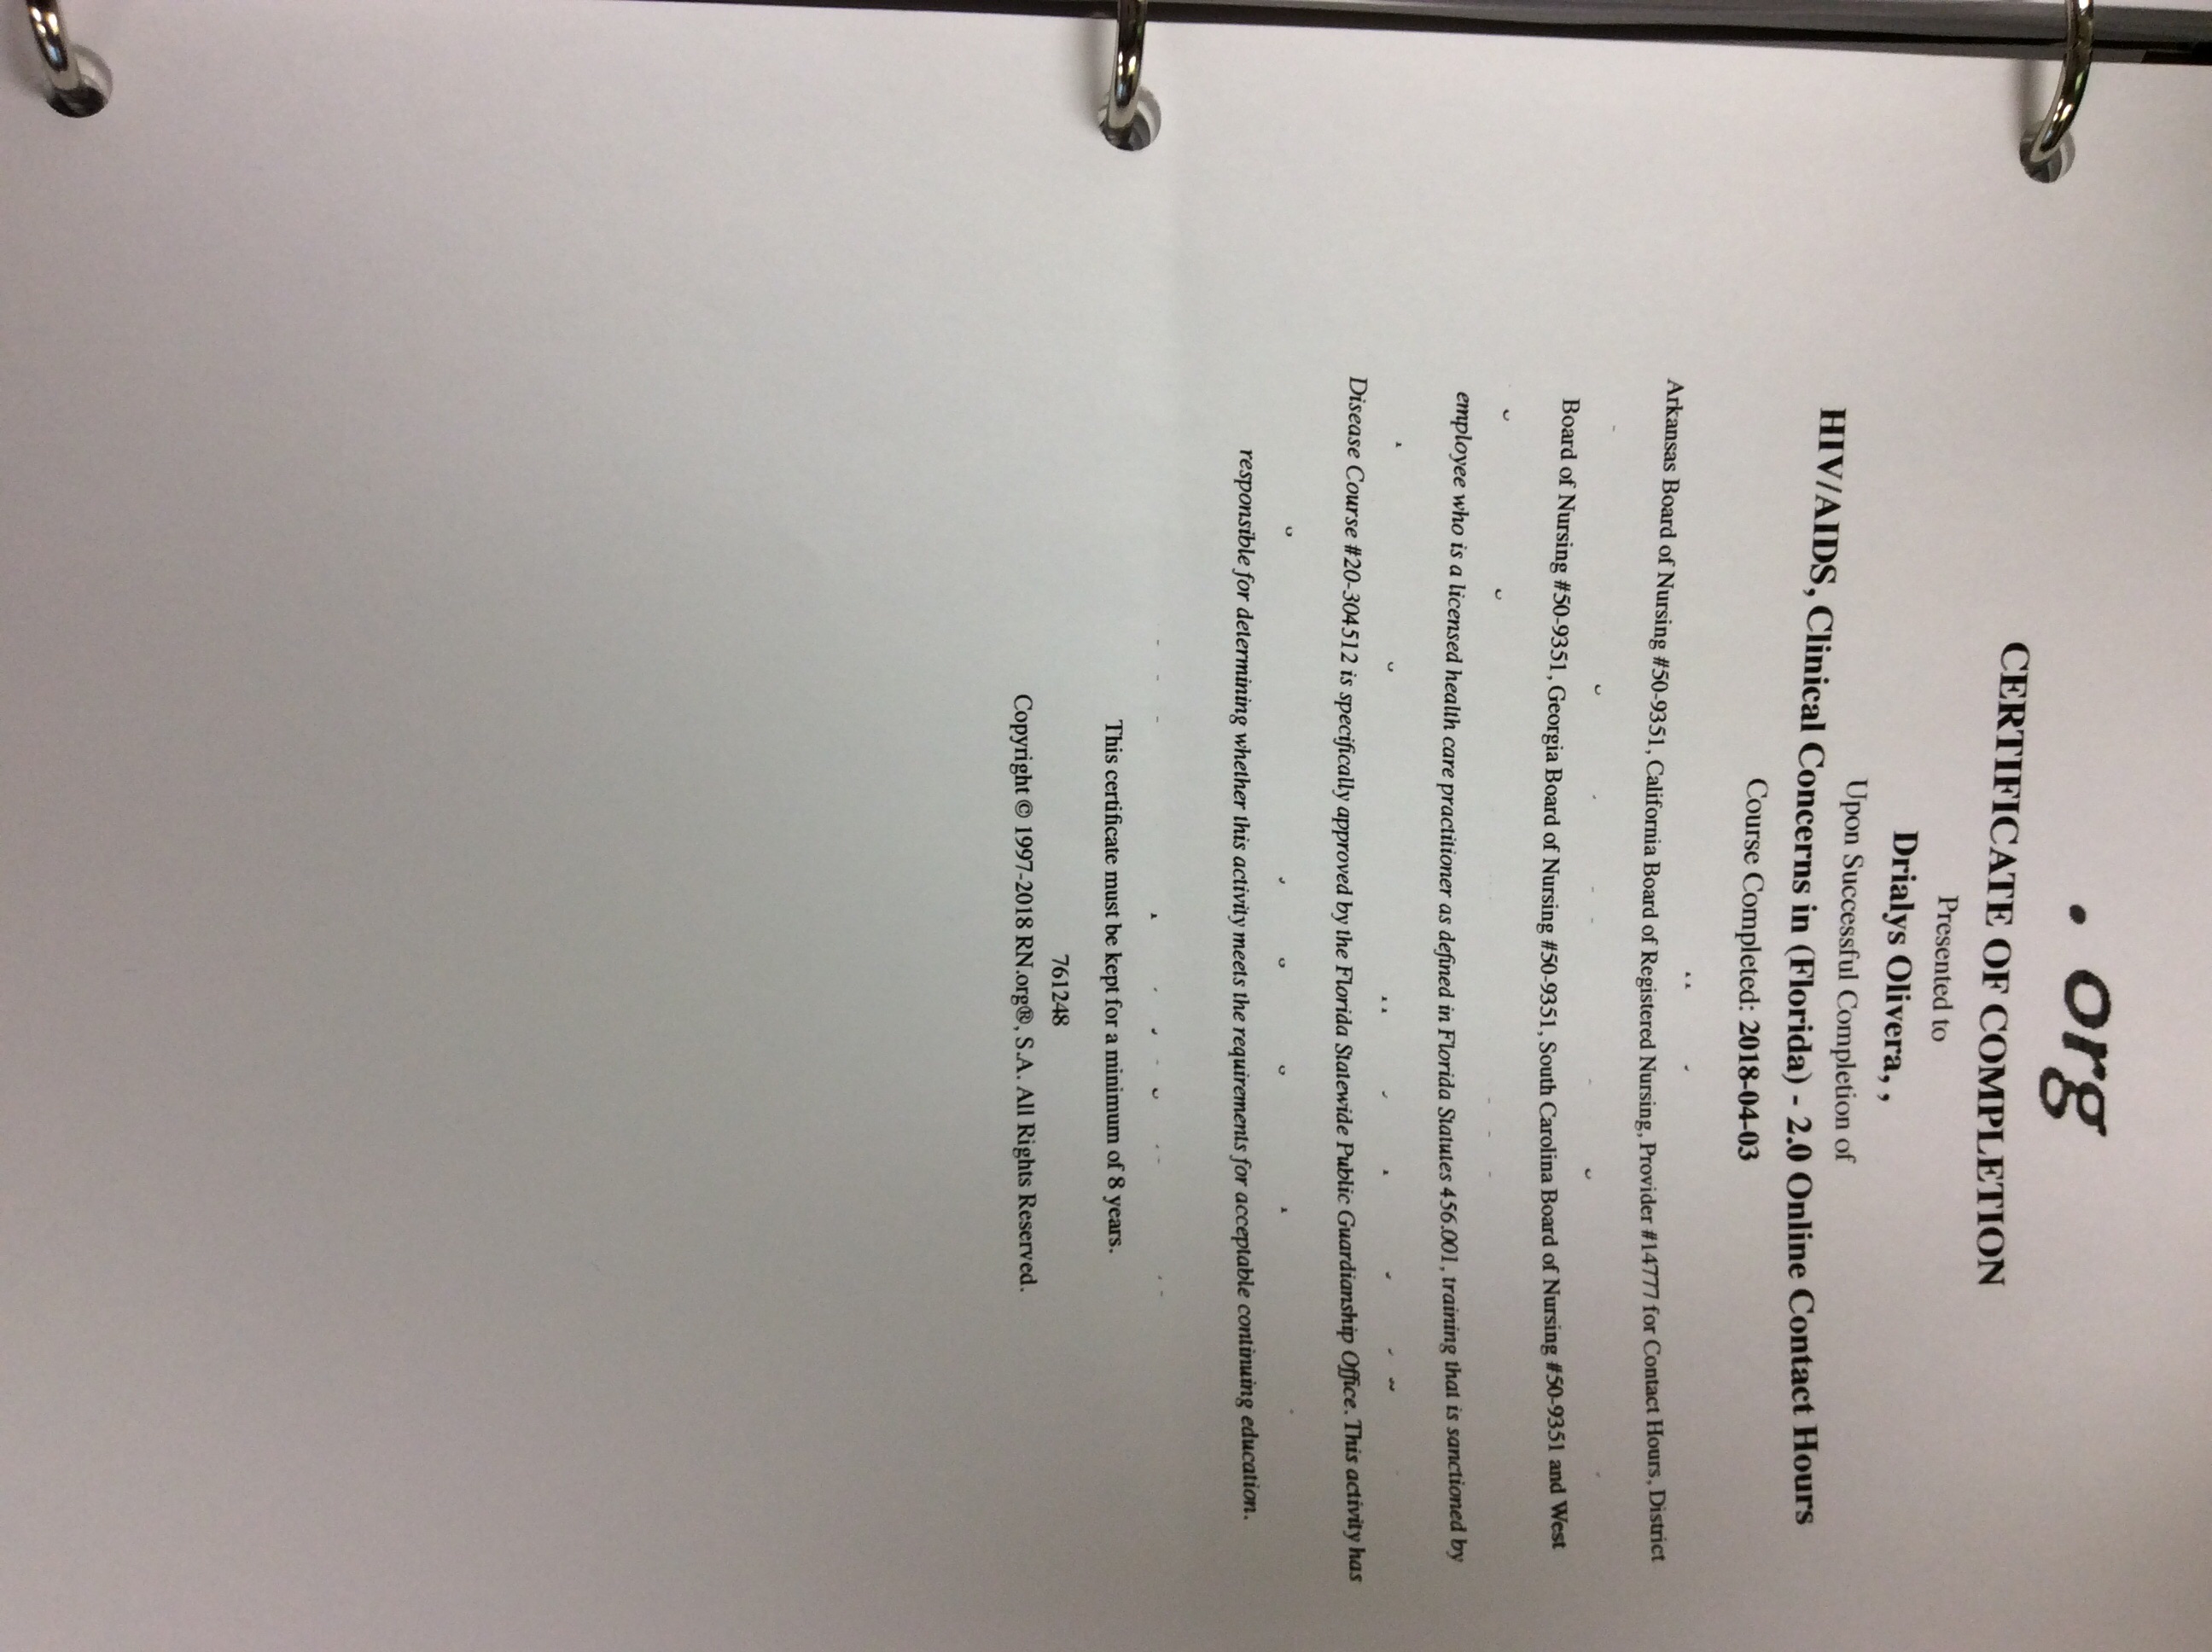 . org
CERTIFICATE OF COMPLETION
Presented to
Drialys Olivera, ,
Upon Successful Completion of
HIV/AIDS, Clinical Concerns in (Florida) - 2.0 Online Contact Hours
Course Completed: 2018-04-03
Arkansas Board of Nursing #50-9351, California Board of Registered Nursing, Provider #14777 for Contact Hours, District
Board of Nursing #50-9351, Georgia Board of Nursing #50-9351, South Carolina Board of Nursing #50-9351 and West
employee who is a licensed health care practitioner as defined in Florida Statutes 456.001, training that is sanctioned by
Disease Course #20-304512 is specifically approved by the Florida Statewide Public Guardianship Office. This activity has
responsible for determining whether this activity meets the requirements for acceptable continuing education.
This certificate must be kept for a minimum of 8 years.
761248
Copyright © 1997-2018 RN.org®, S.A. All Rights Reserved.